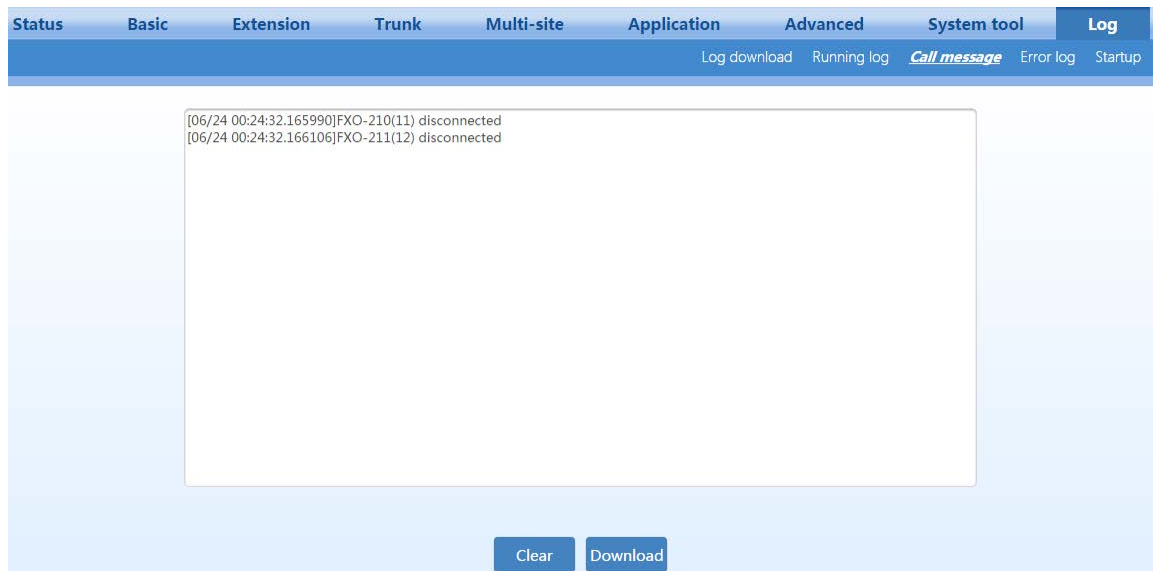 Status Basic Extension Trunk Multi-site Application Advanced System tool Log
Log download Running log Call message Error log Startup
[06/24 00:24:32.165990]FXO-210(11) disconnected
[06/24 00:24:32.166106]FXO-211(12) disconnected
Clear Download